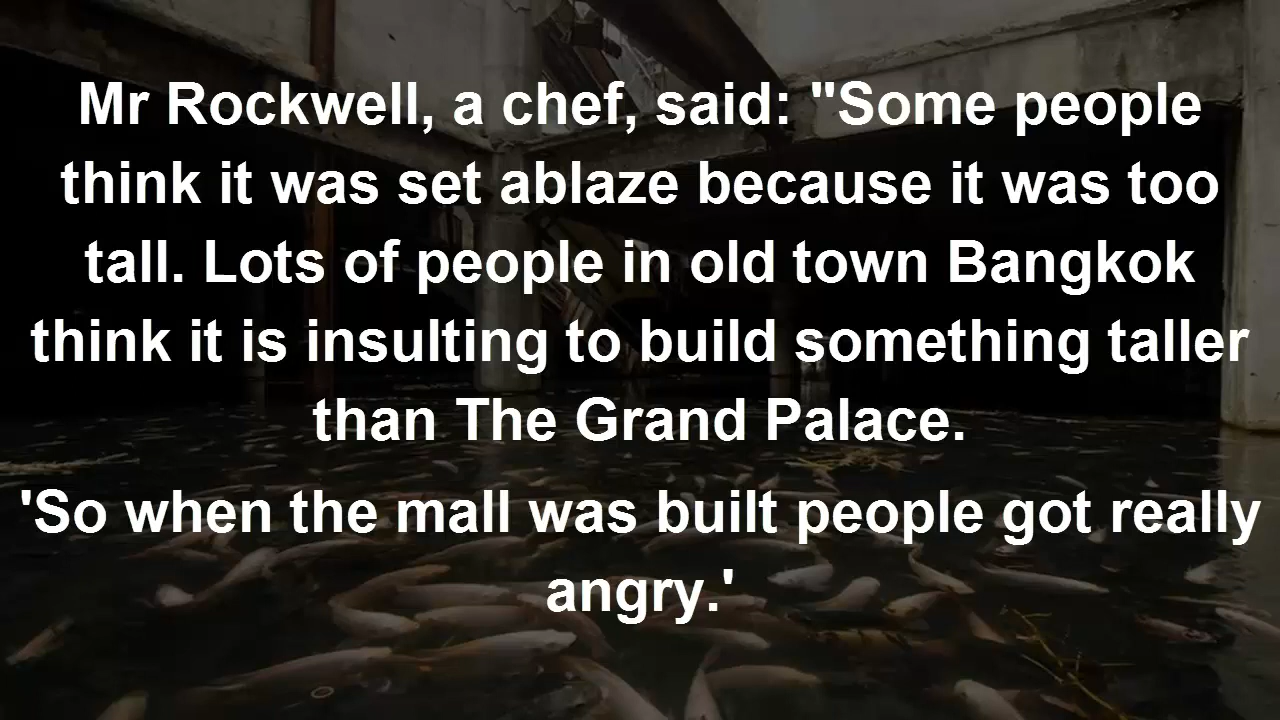 Mr Rockwell, a chef, said: "Some people
think it was set ablaze because it was too
tall. Lots of people in old town Bangkok
think it is insulting to build something taller
than The Grand Palace.
'So when the mall was built people got really
angry.'